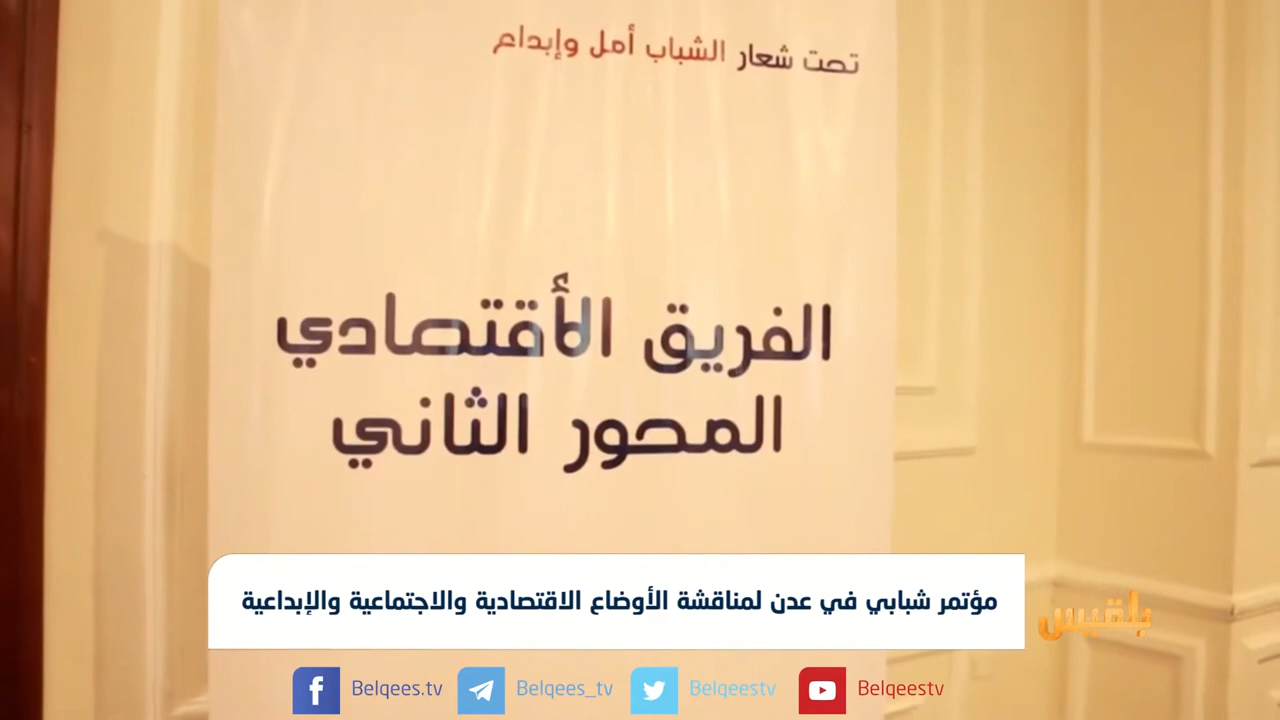 تحت شعار الشباب أمل وإبداع
الفريق الأقتصادي
المحور الثاني
مؤتمر شبابي في عدن لمناقشة الأوضاع الاقتصادية والاجتماعية والإبداعية
بلقيس
Belqees.tv Belqees_tv Belqeestv Belqeestv